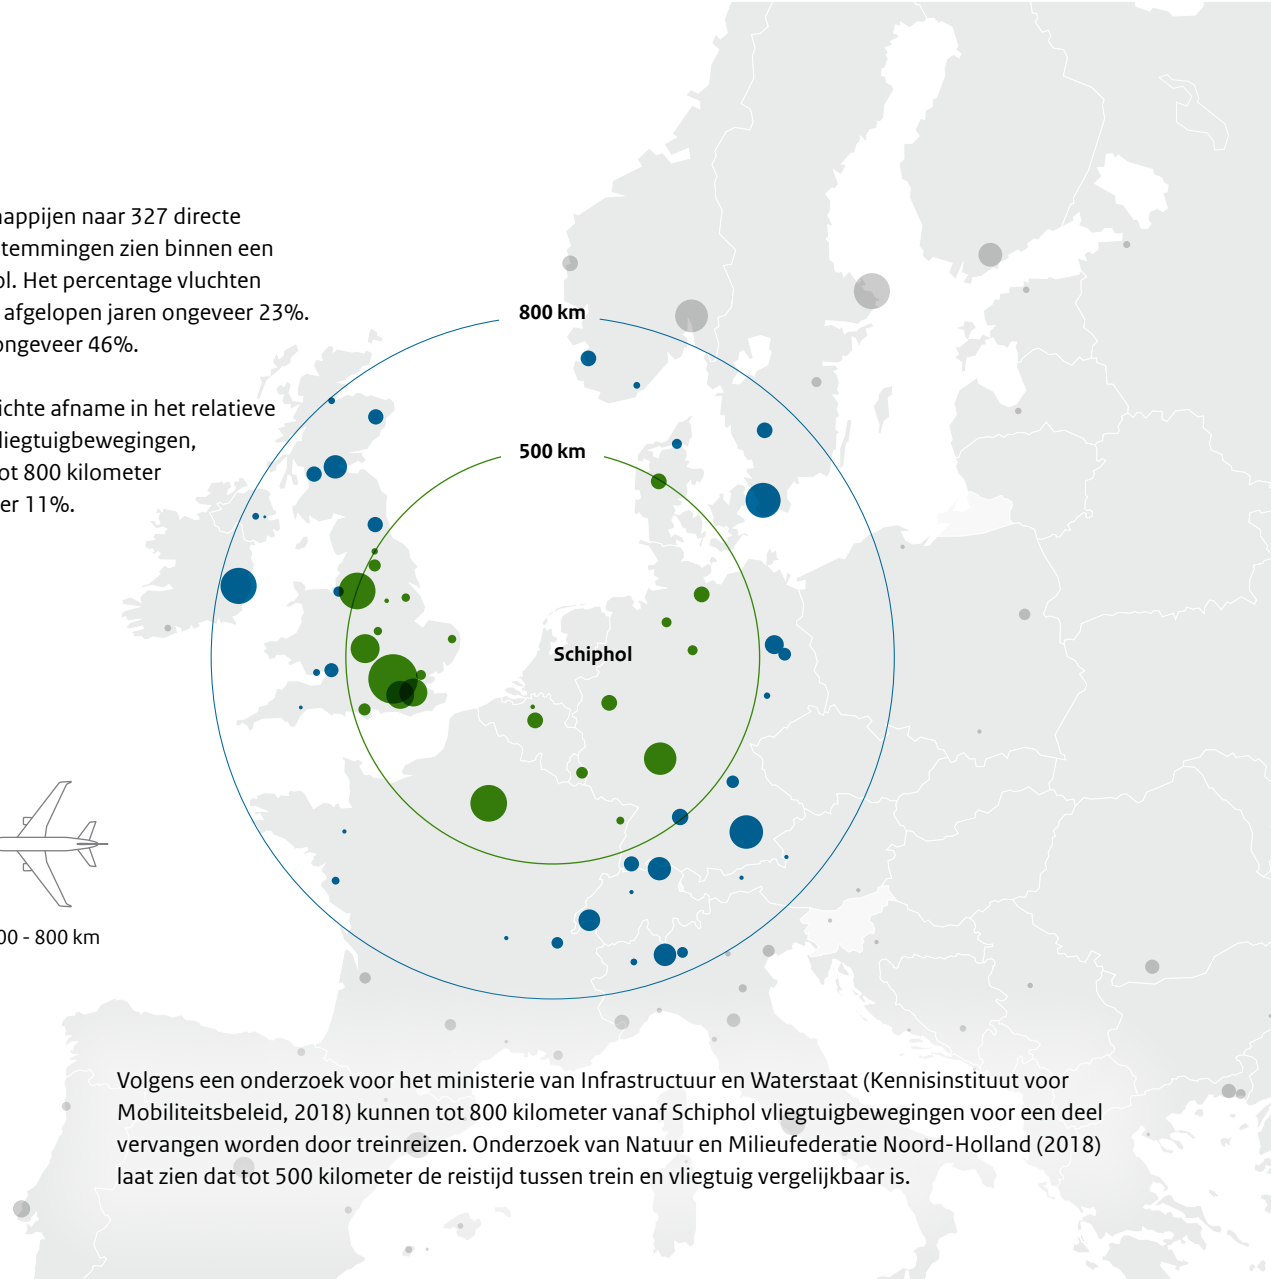 appijen naar 327 directe
temmingen zien binnen een
ol. Het percentage vluchten
afgelopen jaren ongeveer 23%.
ongeveer 46%.
ichte afname in het relatieve
liegtuigbewegingen,
ot 800 kilometer
er 11%.
800 km
500 km
Schiphol
00 - 800 km
Volgens een onderzoek voor het ministerie van Infrastructuur en Waterstaat (Kennisinstituut voor
Mobiliteitsbeleid, 2018) kunnen tot 800 kilometer vanaf Schiphol vliegtuigbewegingen voor een deel
vervangen worden door treinreizen. Onderzoek van Natuur en Milieufederatie Noord-Holland (2018)
laat zien dat tot 500 kilometer de reistijd tussen trein en vliegtuig vergelijkbaar is.